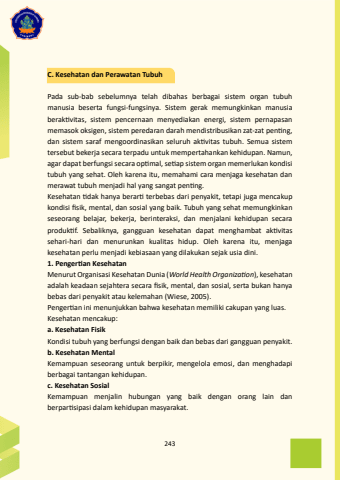 C. Kesehatan dan Perawatan Tubuh
Pada sub-bab sebelumnya telah dibahas berbagai sistem organ tubuh
manusia beserta fungsi-fungsinya. Sistem gerak memungkinkan manusia
beraktivitas, sistem pencernaan menyediakan energi, sistem pernapasan
memasok oksigen, sistem peredaran darah mendistribusikan zat-zat penting,
dan sistem saraf mengoordinasikan seluruh aktivitas tubuh. Semua sistem
tersebut bekerja secara terpadu untuk mempertahankan kehidupan. Namun,
agar dapat berfungsi secara optimal, setiap sistem organ memerlukan kondisi
tubuh yang sehat. Oleh karena itu, memahami cara menjaga kesehatan dan
merawat tubuh menjadi hal yang sangat penting.
Kesehatan tidak hanya berarti terbebas dari penyakit, tetapi juga mencakup
kondisi fisik, mental, dan sosial yang baik. Tubuh yang sehat memungkinkan
seseorang belajar, bekerja, berinteraksi, dan menjalani kehidupan secara
produktif. Sebaliknya, gangguan kesehatan dapat menghambat aktivitas
sehari-hari dan menurunkan kualitas hidup. Oleh karena itu, menjaga
kesehatan perlu menjadi kebiasaan yang dilakukan sejak usia dini.
1. Pengertian Kesehatan
Menurut Organisasi Kesehatan Dunia (World Health Organization), kesehatan
adalah keadaan sejahtera secara fisik, mental, dan sosial, serta bukan hanya
bebas dari penyakit atau kelemahan (Wiese, 2005).
Pengertian ini menunjukkan bahwa kesehatan memiliki cakupan yang luas.
Kesehatan mencakup:
a. Kesehatan Fisik
Kondisi tubuh yang berfungsi dengan baik dan bebas dari gangguan penyakit.
b. Kesehatan Mental
Kemampuan seseorang untuk berpikir, mengelola emosi, dan menghadapi
berbagai tantangan kehidupan.
c. Kesehatan Sosial
Kemampuan menjalin hubungan yang baik dengan orang lain dan
berpartisipasi dalam kehidupan masyarakat.
243